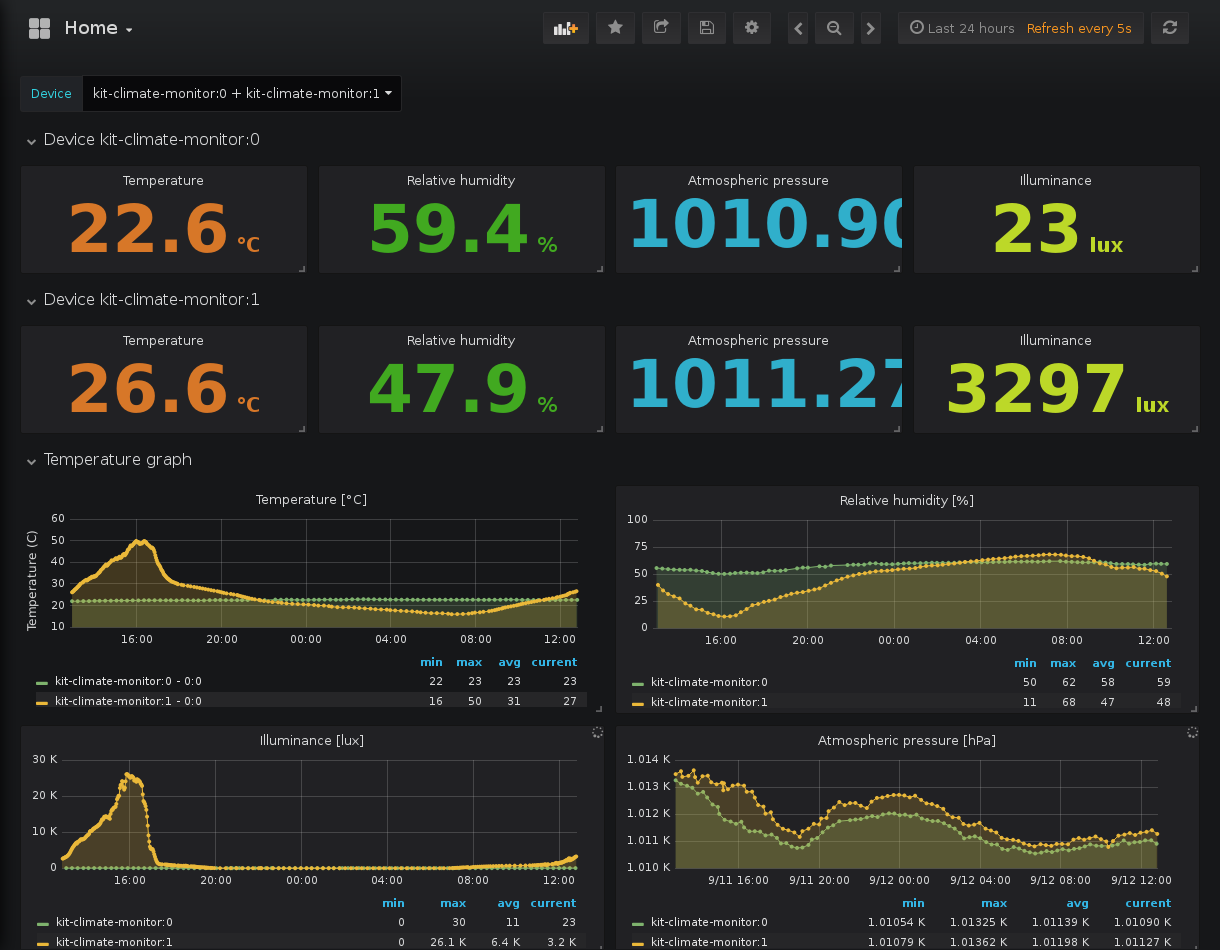 Home
Last 24 hours Refresh every 5s
Device kit-climate-monitor:0 + kit-climate-monitor:1
Device kit-climate-monitor:0
Temperature Relative humidity Atmospheric pressure Illuminance
22.6 °C 59.4 % 1010.90 23 lux
Device kit-climate-monitor:1
Temperature Relative humidity Atmospheric pressure Illuminance
26.6 °C 47.9 % 1011.27 3297 lux
Temperature graph
Temperature [°C]
Temperature (C)
60
50
40
30
20
10
16:00 20:00 00:00 04:00 08:00 12:00
min max avg current
kit-climate-monitor:0 - 0:0 22 23 23 23
kit-climate-monitor:1 - 0:0 16 50 31 27
Relative humidity [%]
100
75
50
25
0
16:00 20:00 00:00 04:00 08:00 12:00
min max avg current
kit-climate-monitor:0 50 62 58 59
kit-climate-monitor:1 11 68 47 48
Illuminance [lux]
30 K
20 K
10 K
0
16:00 20:00 00:00 04:00 08:00 12:00
min max avg current
kit-climate-monitor:0 0 30 11 23
kit-climate-monitor:1 0 26.1 K 6.4 K 3.2 K
Atmospheric pressure [hPa]
1.014 K
1.013 K
1.012 K
1.011 K
1.010 K
9/11 16:00 9/11 20:00 9/12 00:00 9/12 04:00 9/12 08:00 9/12 12:00
min max avg current
kit-climate-monitor:0 1.01054 K 1.01325 K 1.01139 K 1.01090 K
kit-climate-monitor:1 1.01079 K 1.01362 K 1.01198 K 1.01127 K